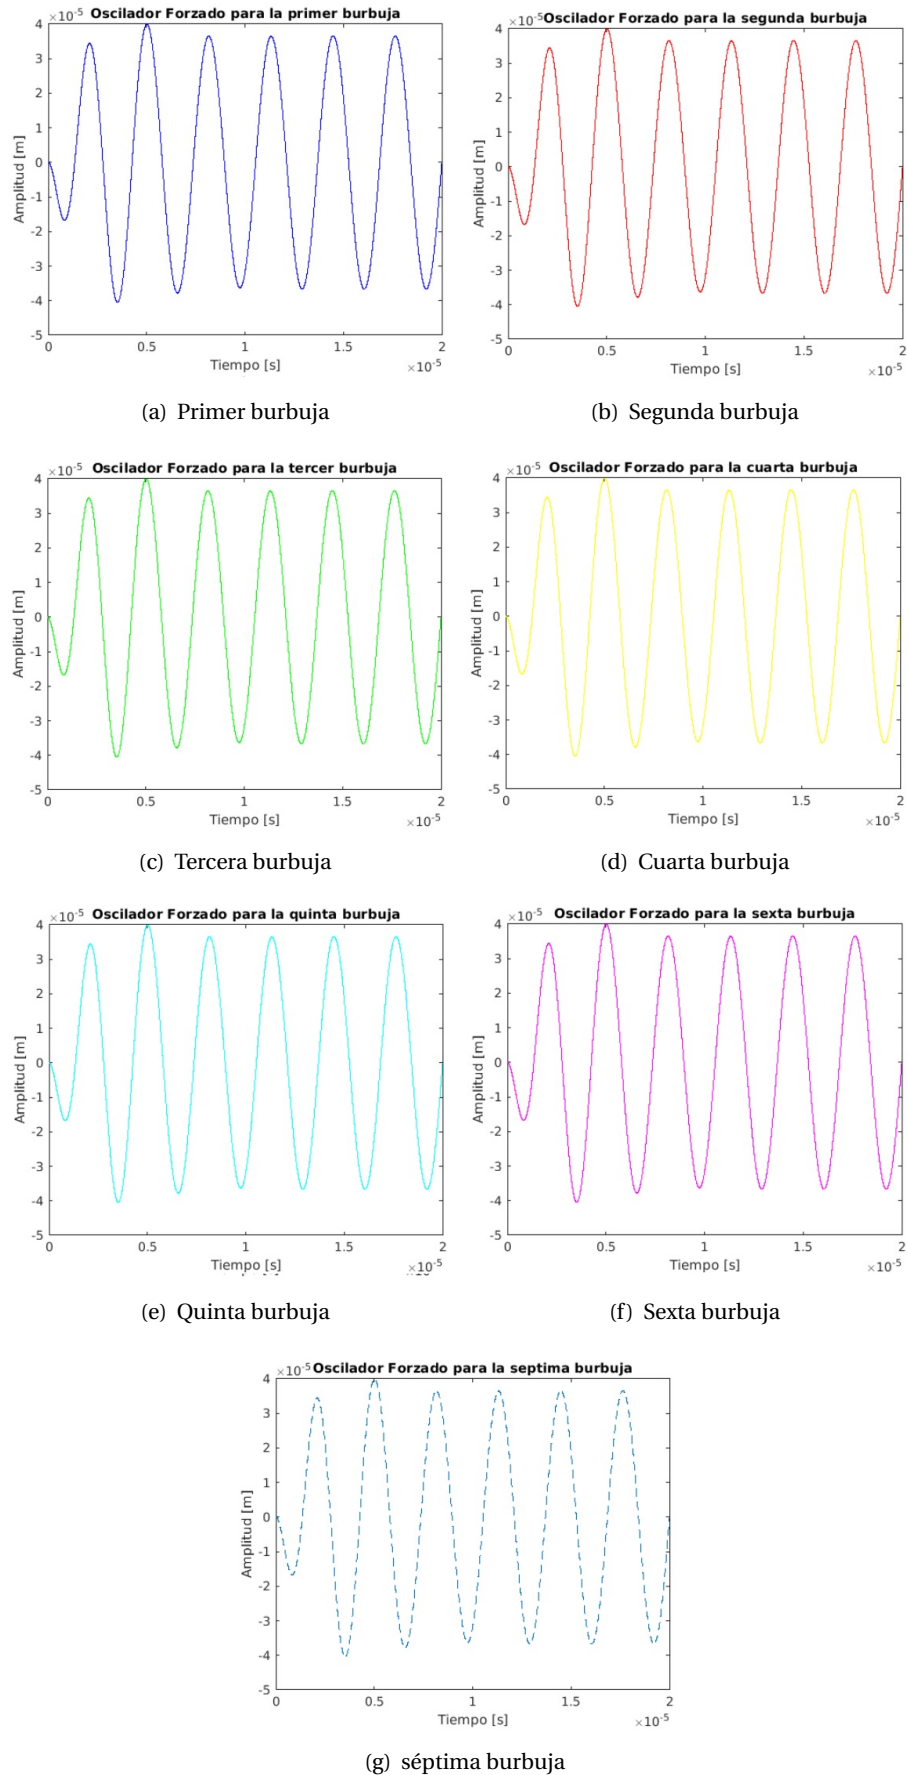 ×10⁻⁵ Oscilador Forzado para la primer burbuja
4
3
2
1
0
-1
-2
-3
-4
-5
Amplitud [m]
0 0.5 1 1.5 2
Tiempo [s]
×10⁻⁵
(a) Primer burbuja
×10⁻⁵ Oscilador Forzado para la segunda burbuja
4
3
2
1
0
-1
-2
-3
-4
-5
Amplitud [m]
0 0.5 1 1.5 2
Tiempo [s]
×10⁻⁵
(b) Segunda burbuja
×10⁻⁵ Oscilador Forzado para la tercer burbuja
4
3
2
1
0
-1
-2
-3
-4
-5
Amplitud [m]
0 0.5 1 1.5 2
Tiempo [s]
×10⁻⁵
(c) Tercera burbuja
×10⁻⁵ Oscilador Forzado para la cuarta burbuja
4
3
2
1
0
-1
-2
-3
-4
-5
Amplitud [m]
0 0.5 1 1.5 2
Tiempo [s]
×10⁻⁵
(d) Cuarta burbuja
×10⁻⁵ Oscilador Forzado para la quinta burbuja
4
3
2
1
0
-1
-2
-3
-4
-5
Amplitud [m]
0 0.5 1 1.5 2
Tiempo [s]
×10⁻⁵
(e) Quinta burbuja
×10⁻⁵ Oscilador Forzado para la sexta burbuja
4
3
2
1
0
-1
-2
-3
-4
-5
Amplitud [m]
0 0.5 1 1.5 2
Tiempo [s]
×10⁻⁵
(f) Sexta burbuja
×10⁻⁵ Oscilador Forzado para la septima burbuja
4
3
2
1
0
-1
-2
-3
-4
-5
Amplitud [m]
0 0.5 1 1.5 2
Tiempo [s]
×10⁻⁵
(g) séptima burbuja